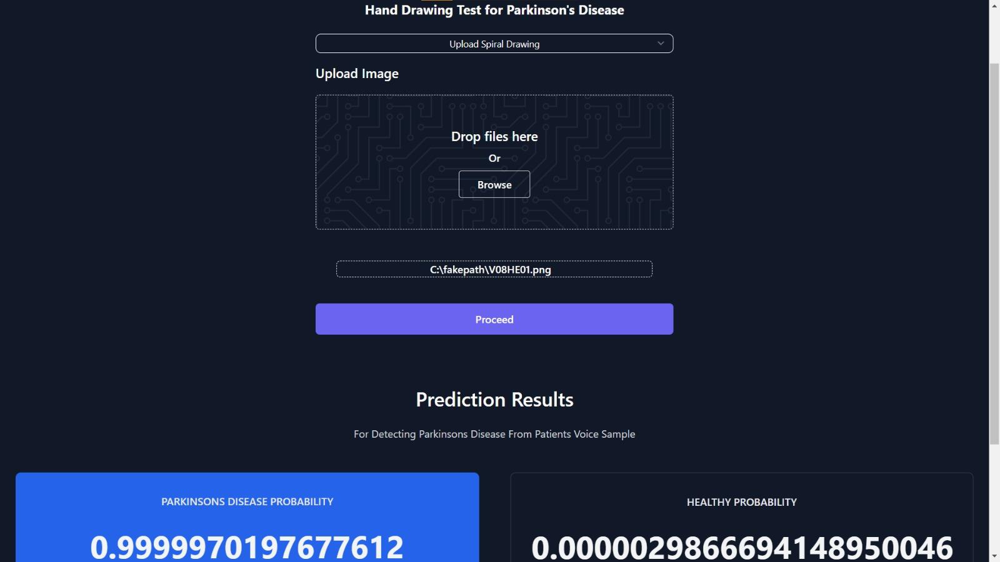 Hand Drawing Test for Parkinson's Disease
Upload Spiral Drawing
Upload Image
Drop files here
Or
Browse
C:\fakepath\V08HE01.png
Proceed
Prediction Results
For Detecting Parkinsons Disease From Patients Voice Sample
PARKINSONS DISEASE PROBABILITY
0.9999970197677612
HEALTHY PROBABILITY
0.0000029866694148950046